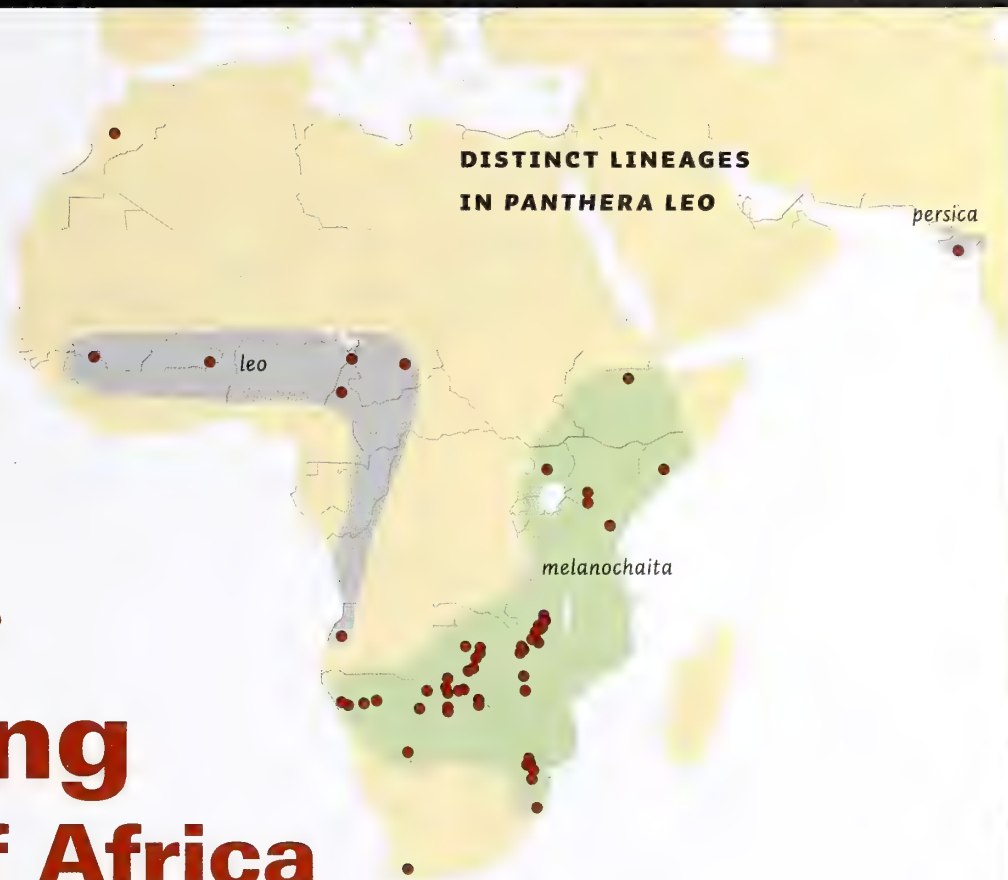 DISTINCT LINEAGES
IN PANTHERA LEO
persica
leo
melanochaita
ng
f Africa